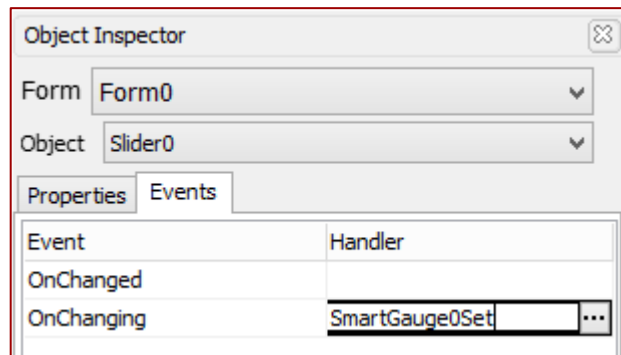 Object Inspector
Form Form0
Object Slider0
Properties Events
Event Handler
OnChanged
OnChanging SmartGauge0Set ...